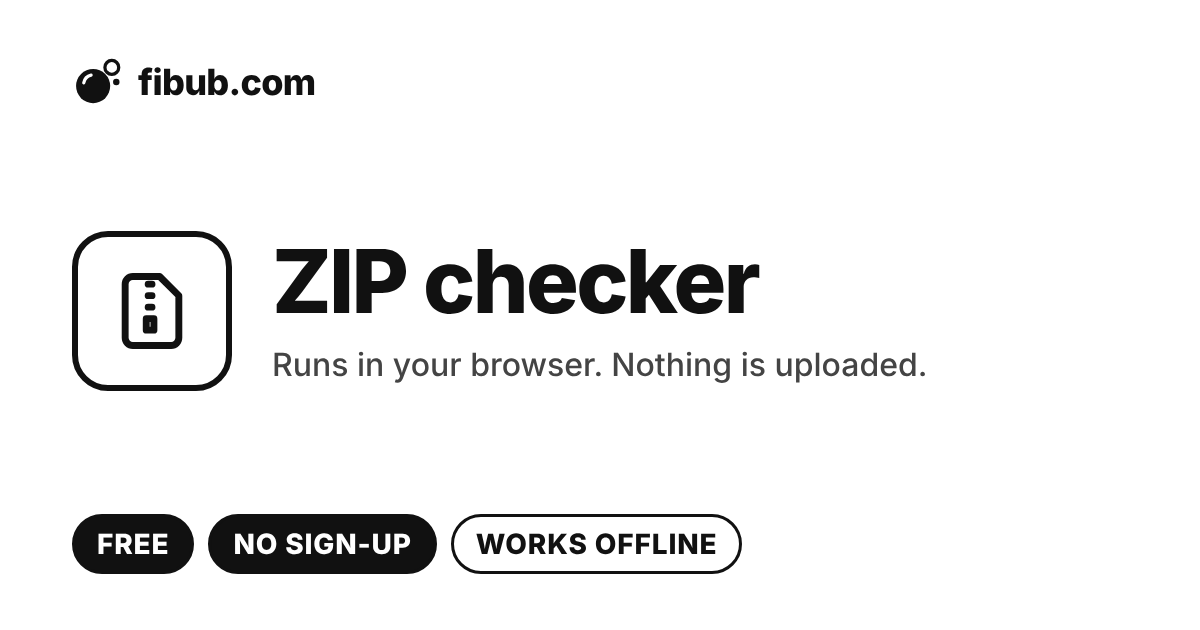 fibub.com
ZIP checker
Runs in your browser. Nothing is uploaded.
FREE NO SIGN-UP WORKS OFFLINE